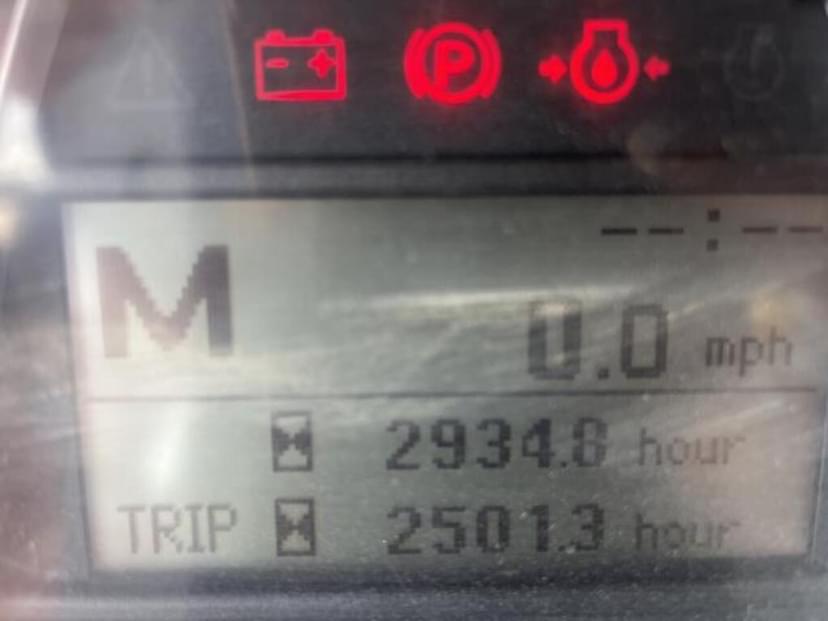 P
M
--:--
0.0 mph
2934.8 hour
TRIP 2501.3 hour